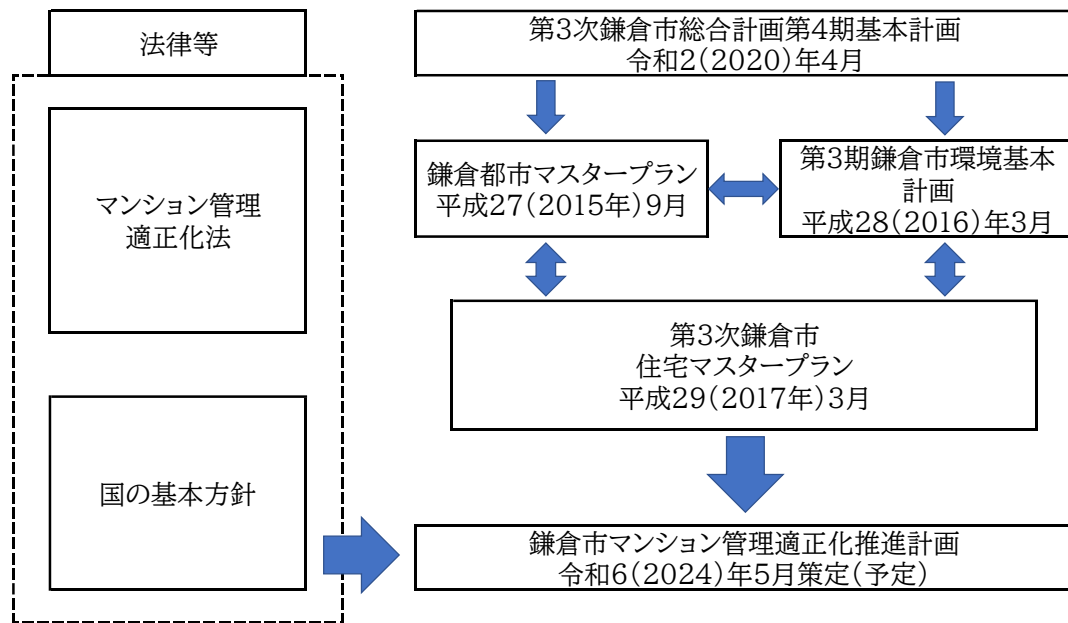 法律等
マンション管理
適正化法
国の基本方針
第3次鎌倉市総合計画第4期基本計画
令和2(2020)年4月
鎌倉都市マスタープラン
平成27(2015年)9月
第3期鎌倉市環境基本
計画
平成28(2016)年3月
第3次鎌倉市
住宅マスタープラン
平成29(2017年)3月
鎌倉市マンション管理適正化推進計画
令和6(2024)年5月策定(予定)